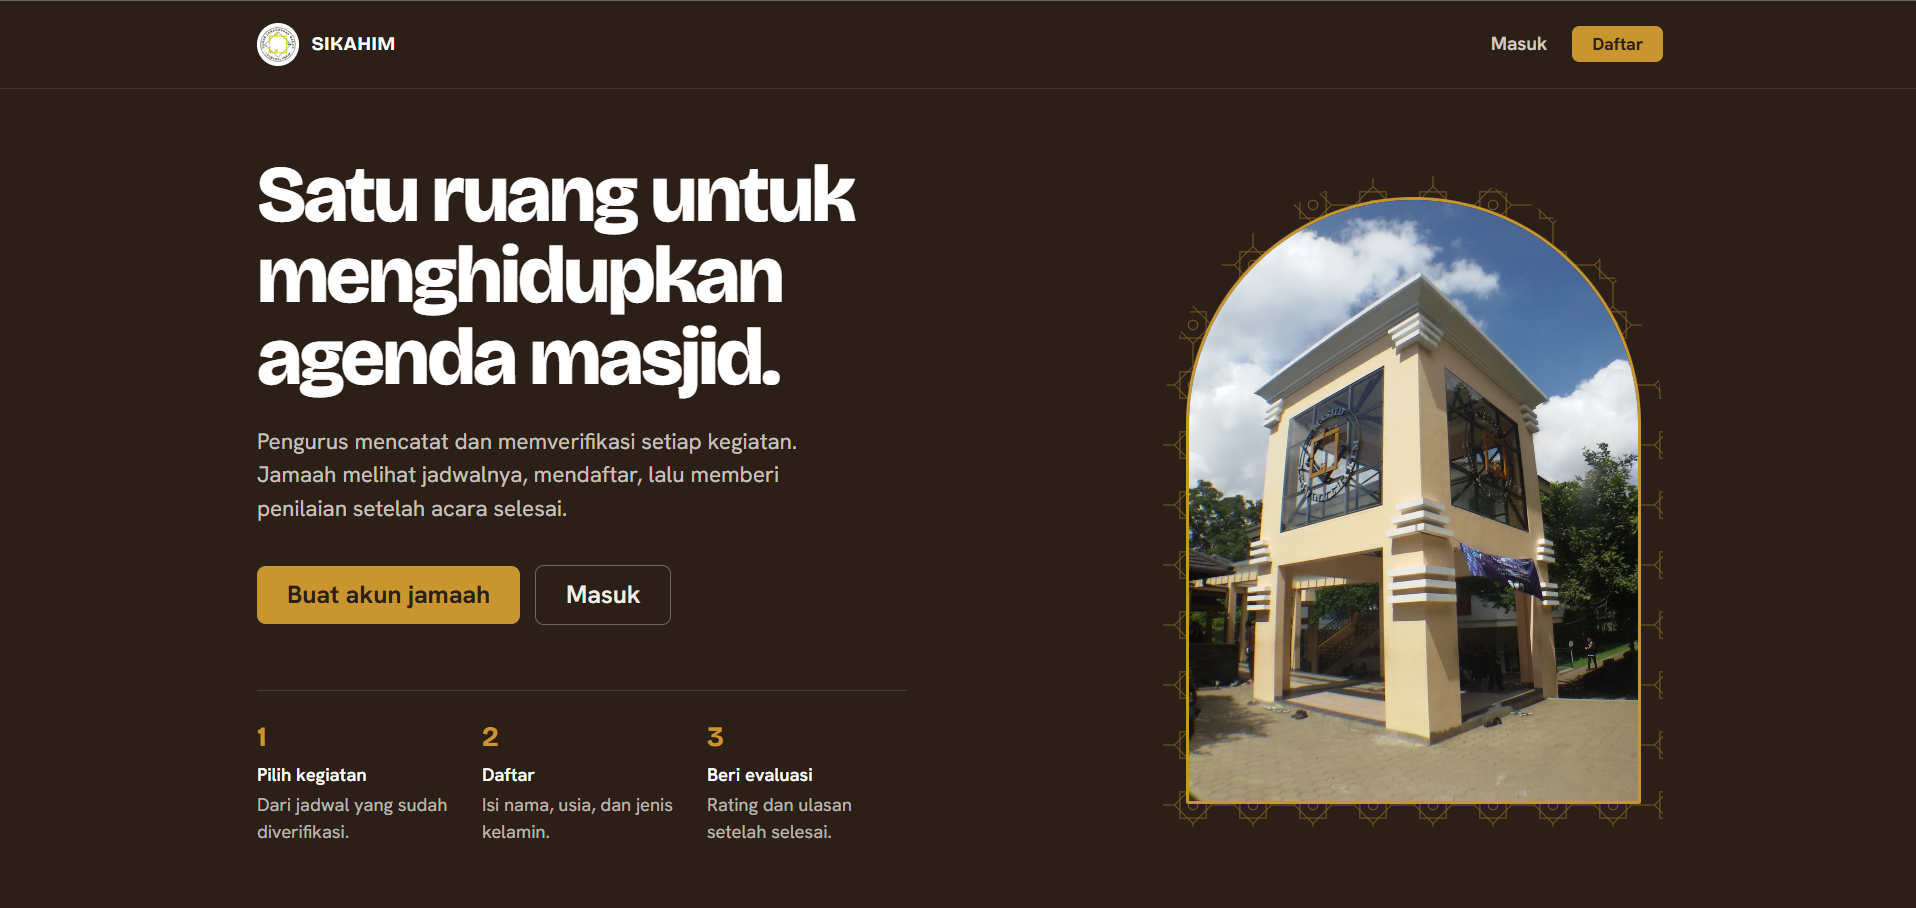 SIKAHIM
Masuk
Daftar
Satu ruang untuk
menghidupkan
agenda masjid.
Pengurus mencatat dan memverifikasi setiap kegiatan.
Jamaah melihat jadwalnya, mendaftar, lalu memberi
penilaian setelah acara selesai.
Buat akun jamaah
Masuk
1
Pilih kegiatan
Dari jadwal yang sudah
diverifikasi.
2
Daftar
Isi nama, usia, dan jenis
kelamin.
3
Beri evaluasi
Rating dan ulasan
setelah selesai.